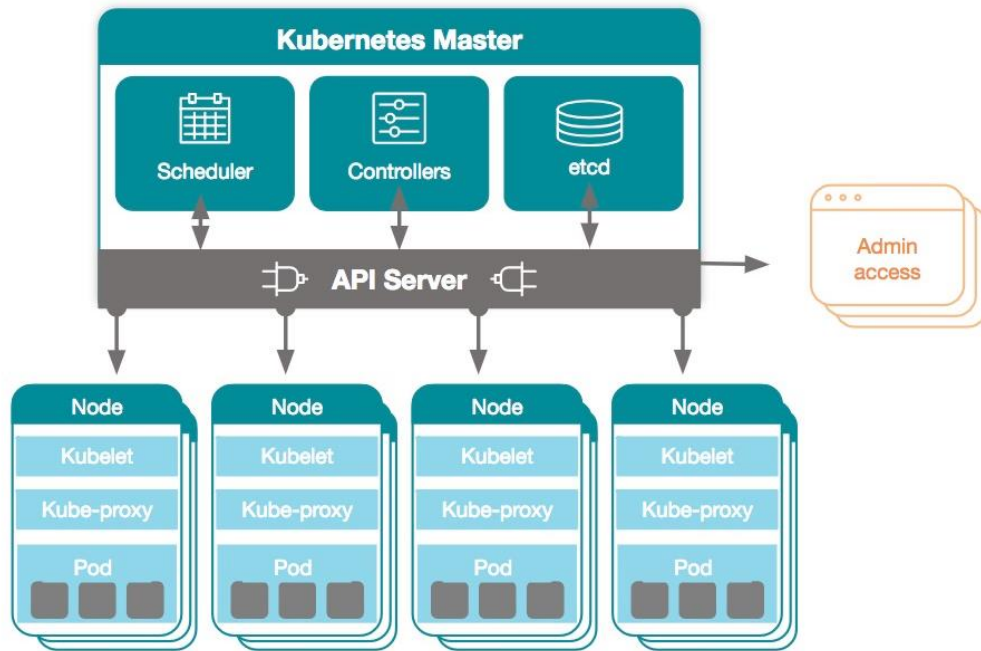 Kubernetes Master
Scheduler
Controllers
etcd
API Server
Admin
access
Node
Node
Node
Node
Kubelet
Kubelet
Kubelet
Kubelet
Kube-proxy
Kube-proxy
Kube-proxy
Kube-proxy
Pod
Pod
Pod
Pod